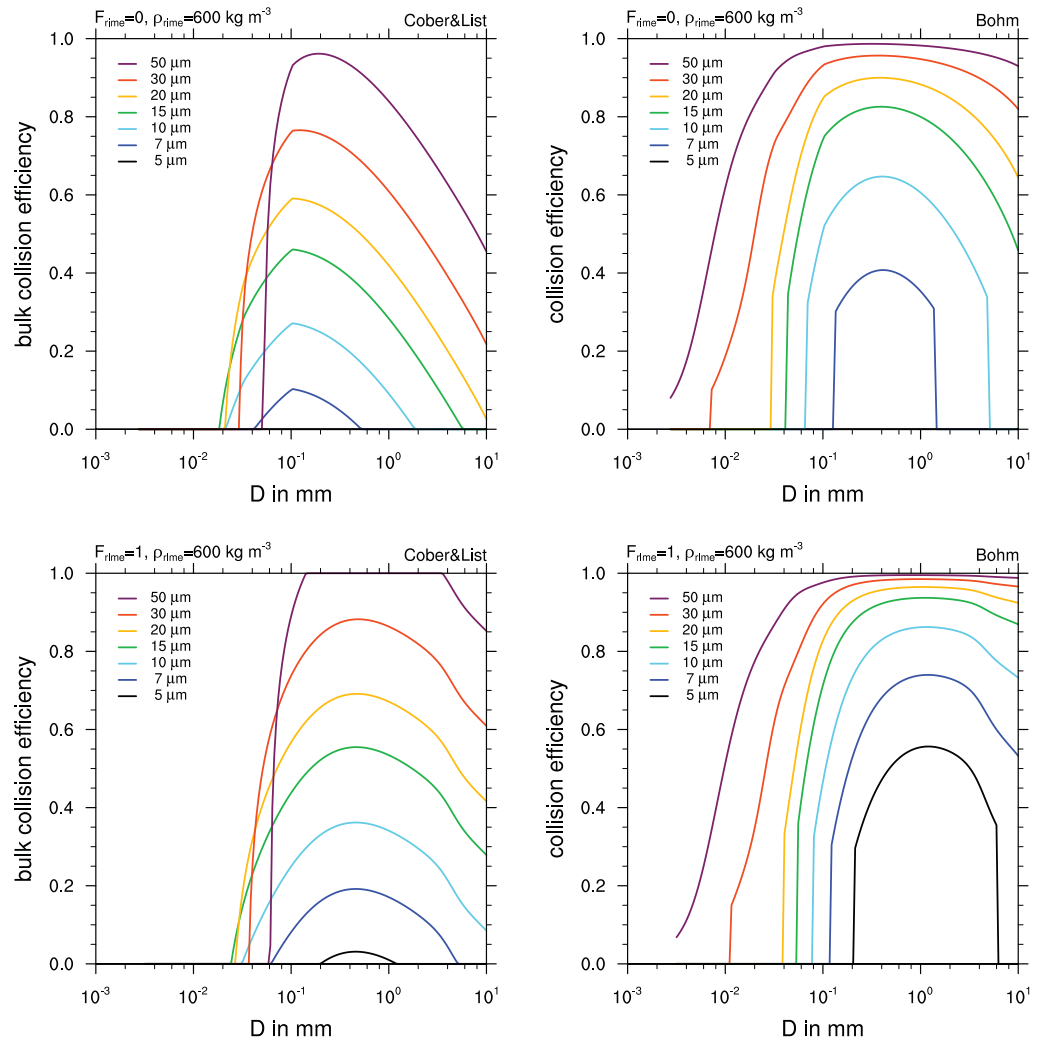 F_rime=0, ρ_rime=600 kg m⁻³ Cober&List
bulk collision efficiency
1.0
0.8
0.6
0.4
0.2
0.0
50 µm
30 µm
20 µm
15 µm
10 µm
7 µm
5 µm
10⁻³ 10⁻² 10⁻¹ 10⁰ 10¹
D in mm
F_rime=0, ρ_rime=600 kg m⁻³ Bohm
collision efficiency
1.0
0.8
0.6
0.4
0.2
0.0
50 µm
30 µm
20 µm
15 µm
10 µm
7 µm
5 µm
10⁻³ 10⁻² 10⁻¹ 10⁰ 10¹
D in mm
F_rime=1, ρ_rime=600 kg m⁻³ Cober&List
bulk collision efficiency
1.0
0.8
0.6
0.4
0.2
0.0
50 µm
30 µm
20 µm
15 µm
10 µm
7 µm
5 µm
10⁻³ 10⁻² 10⁻¹ 10⁰ 10¹
D in mm
F_rime=1, ρ_rime=600 kg m⁻³ Bohm
collision efficiency
1.0
0.8
0.6
0.4
0.2
0.0
50 µm
30 µm
20 µm
15 µm
10 µm
7 µm
5 µm
10⁻³ 10⁻² 10⁻¹ 10⁰ 10¹
D in mm